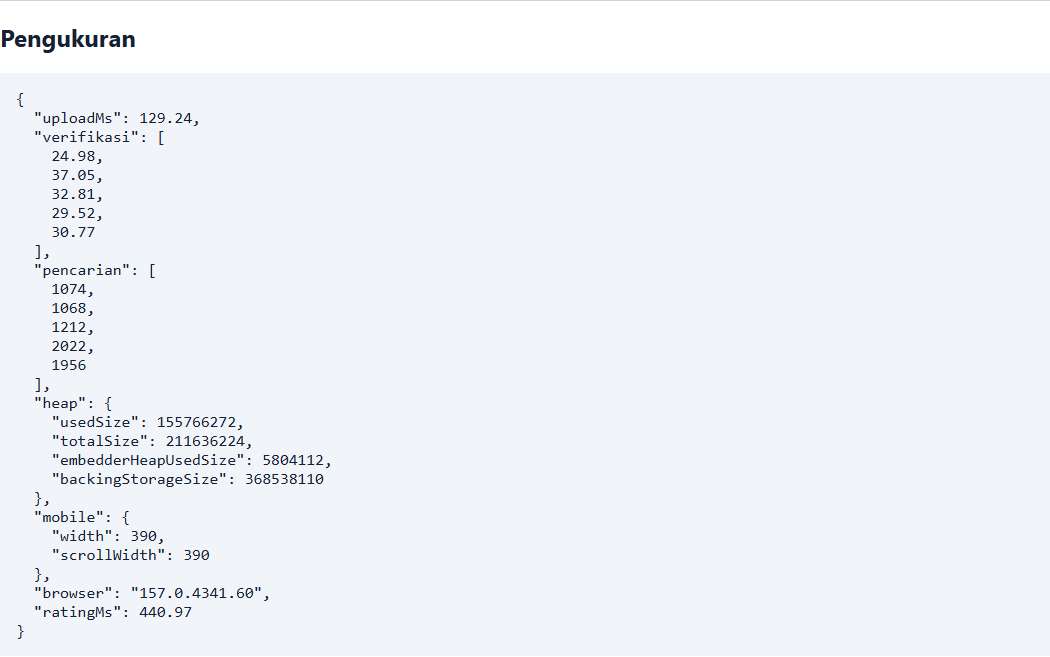 Pengukuran
{
  "uploadMs": 129.24,
  "verifikasi": [
    24.98,
    37.05,
    32.81,
    29.52,
    30.77
  ],
  "pencarian": [
    1074,
    1068,
    1212,
    2022,
    1956
  ],
  "heap": {
    "usedSize": 155766272,
    "totalSize": 211636224,
    "embedderHeapUsedSize": 5804112,
    "backingStorageSize": 368538110
  },
  "mobile": {
    "width": 390,
    "scrollWidth": 390
  },
  "browser": "157.0.4341.60",
  "ratingMs": 440.97
}